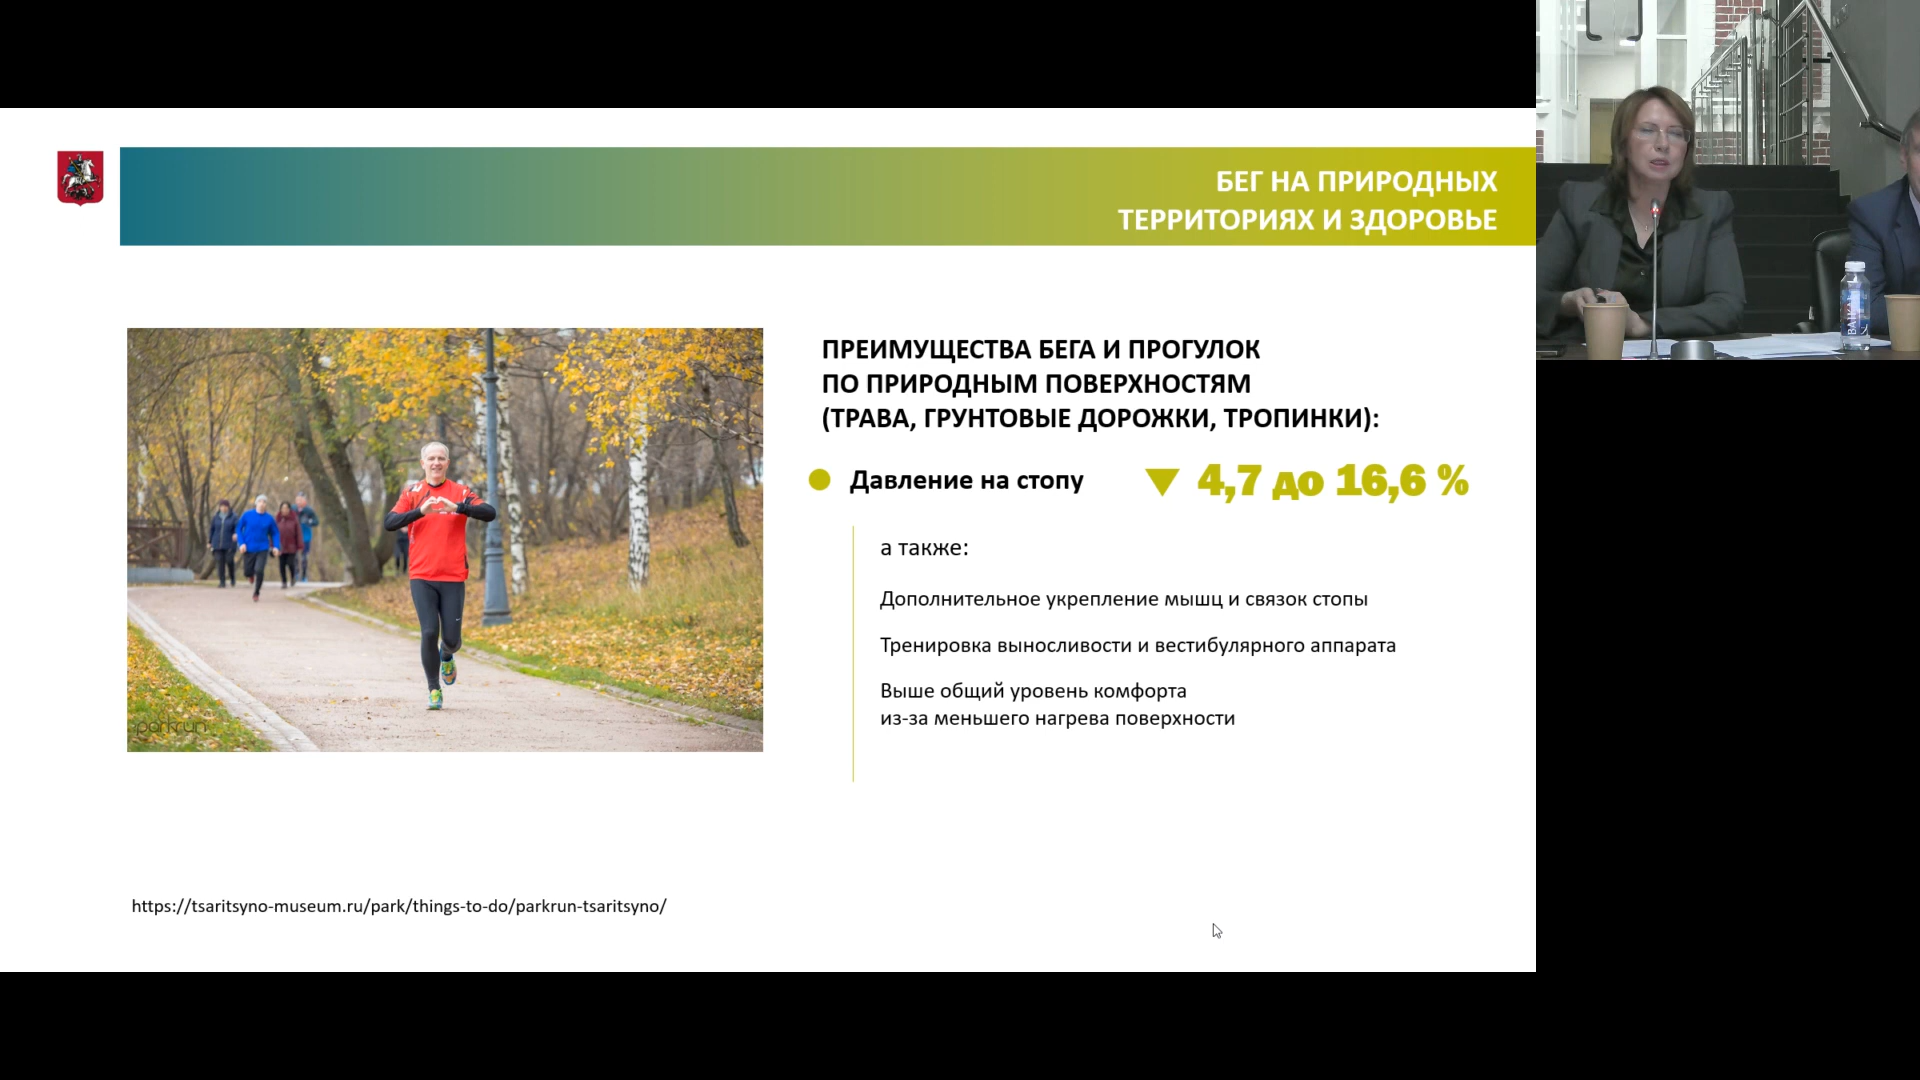 БЕГ НА ПРИРОДНЫХ
ТЕРРИТОРИЯХ И ЗДОРОВЬЕ
ПРЕИМУЩЕСТВА БЕГА И ПРОГУЛОК
ПО ПРИРОДНЫМ ПОВЕРХНОСТЯМ
(ТРАВА, ГРУНТОВЫЕ ДОРОЖКИ, ТРОПИНКИ):
Давление на стопу 4,7 до 16,6 %
а также:
Дополнительное укрепление мышц и связок стопы
Тренировка выносливости и вестибулярного аппарата
Выше общий уровень комфорта
из-за меньшего нагрева поверхности
parkrun
https://tsaritsyno-museum.ru/park/things-to-do/parkrun-tsaritsyno/